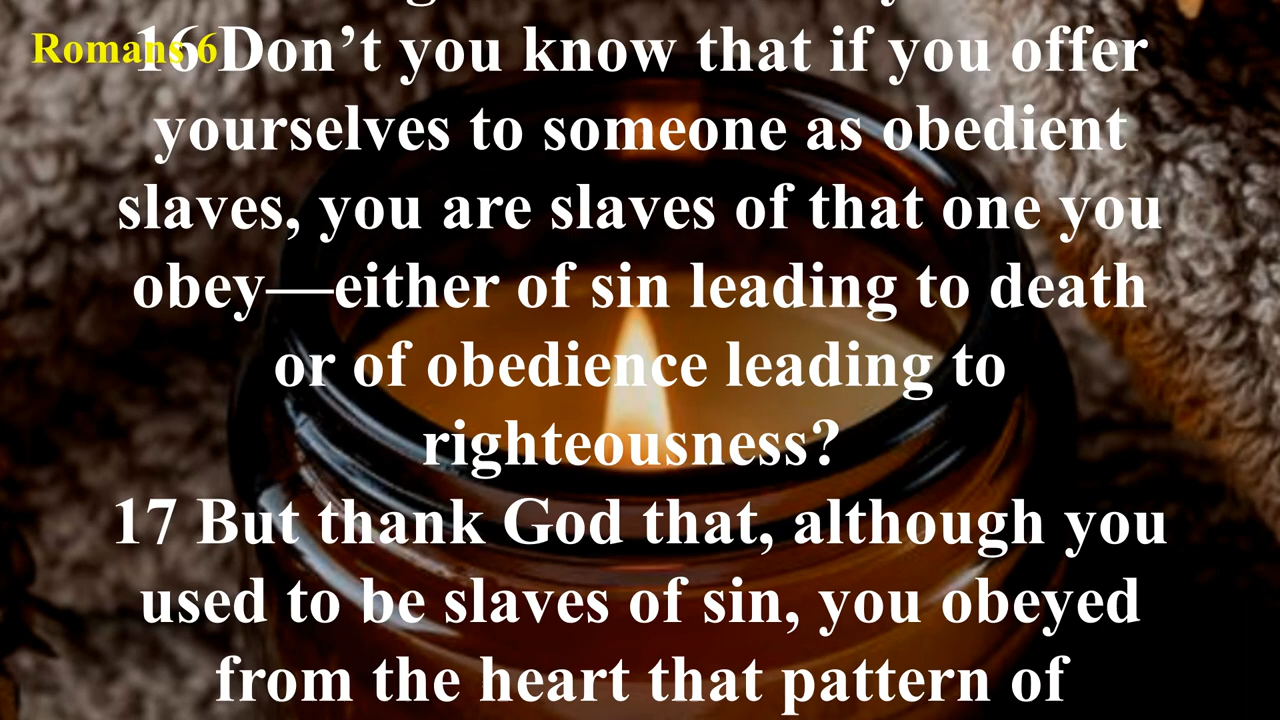 Romans 6
16 Don’t you know that if you offer
yourselves to someone as obedient
slaves, you are slaves of that one you
obey—either of sin leading to death
or of obedience leading to
righteousness?
17 But thank God that, although you
used to be slaves of sin, you obeyed
from the heart that pattern of